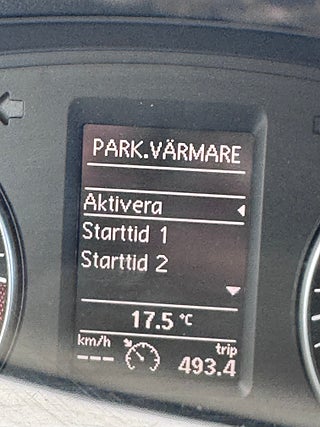 PARK.VÄRMARE
Aktivera
Starttid 1
Starttid 2
17.5 °C
km/h trip
--- 493.4